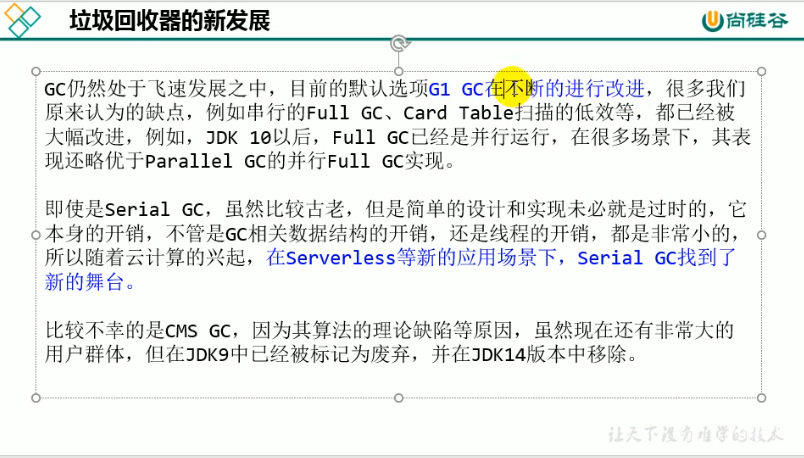 垃圾回收器的新发展
尚硅谷
GC仍然处于飞速发展之中，目前的默认选项G1 GC在不断的进行改进，很多我们
原来认为的缺点，例如串行的Full GC、Card Table扫描的低效等，都已经被
大幅改进，例如，JDK 10以后，Full GC已经是并行运行，在很多场景下，其表
现还略优于Parallel GC的并行Full GC实现。
即使是Serial GC，虽然比较古老，但是简单的设计和实现未必就是过时的，它
本身的开销，不管是GC相关数据结构的开销，还是线程的开销，都是非常小的，
所以随着云计算的兴起，在Serverless等新的应用场景下，Serial GC找到了
新的舞台。
比较不幸的是CMS GC，因为其算法的理论缺陷等原因，虽然现在还有非常大的
用户群体，但在JDK9中已经被标记为废弃，并在JDK14版本中移除。
让天下没有难学的技术